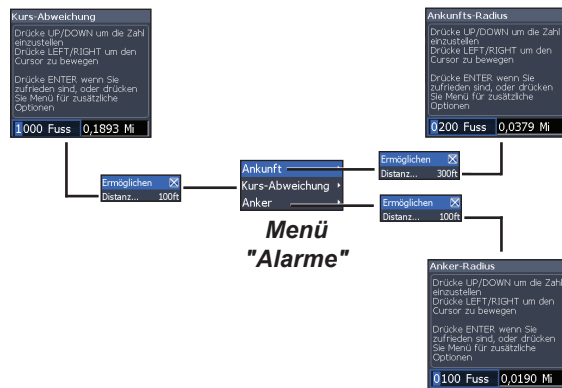 Kurs-Abweichung
Drücke UP/DOWN um die Zahl
einzustellen
Drücke LEFT/RIGHT um den
Cursor zu bewegen
Drücke ENTER wenn Sie
zufrieden sind, oder drücken
Sie Menü für zusätzliche
Optionen
1000 Fuss 0,1893 Mi
Ankunfts-Radius
Drücke UP/DOWN um die Zahl
einzustellen
Drücke LEFT/RIGHT um den
Cursor zu bewegen
Drücke ENTER wenn Sie
zufrieden sind, oder drücken
Sie Menü für zusätzliche
Optionen
0200 Fuss 0,0379 Mi
Ermöglichen
Distanz... 100ft
Ankunft
Kurs-Abweichung
Anker
Ermöglichen
Distanz... 300ft
Ermöglichen
Distanz... 100ft
Menü
"Alarme"
Anker-Radius
Drücke UP/DOWN um die Zahl
einzustellen
Drücke LEFT/RIGHT um den
Cursor zu bewegen
Drücke ENTER wenn Sie
zufrieden sind, oder drücken
Sie Menü für zusätzliche
Optionen
0100 Fuss 0,0190 Mi